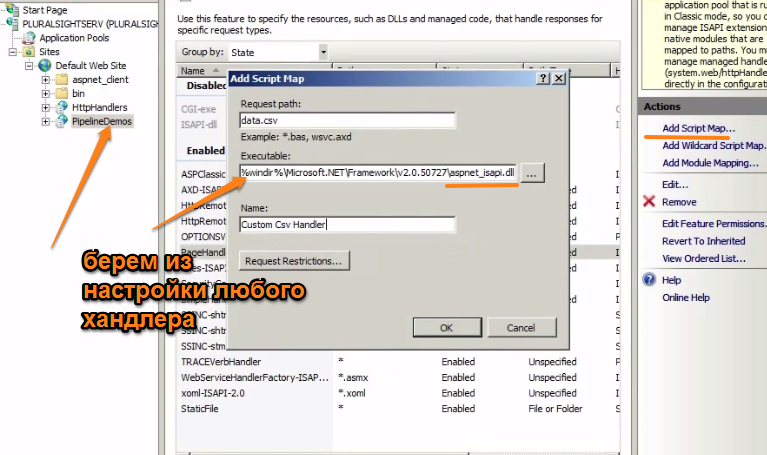 Start Page
PLURALSIGHTSERV (PLURALSIGH
Application Pools
Sites
Default Web Site
aspnet_client
bin
HttpHandlers
PipelineDemos
Use this feature to specify the resources, such as DLLs and managed code, that handle responses for
specific request types.
Group by: State
Name
Disabled
CGI-exe
ISAPI-dll
Enabled
ASPClassic
AXD-ISAPI
HttpRemot
HttpRemot
OPTIONSV
PageHandl
SSINC-shtr
SSINC-stm
TRACEVerbHandler * Enabled Unspecified
WebServiceHandlerFactory-ISAP... *.asmx Enabled Unspecified
xoml-ISAPI-2.0 *.xoml Enabled Unspecified
StaticFile * Enabled File or Folder
Add Script Map
Request path:
data.csv
Example: *.bas, wsvc.axd
Executable:
%windir%\Microsoft.NET\Framework\v2.0.50727\aspnet_isapi.dll
...
Name:
Custom Csv Handler
Request Restrictions...
OK
Cancel
берем из
настройки любого
хандлера
application pool that is ru
in Classic mode, so you c
manage ISAPI extension
native modules that are
mapped to paths. You mu
manage managed handle
(system.web/httpHandler
directly in the configurat
Actions
Add Script Map...
Add Wildcard Script Map.
Add Module Mapping...
Edit...
Remove
Edit Feature Permissions.
Revert To Inherited
View Ordered List...
Help
Online Help